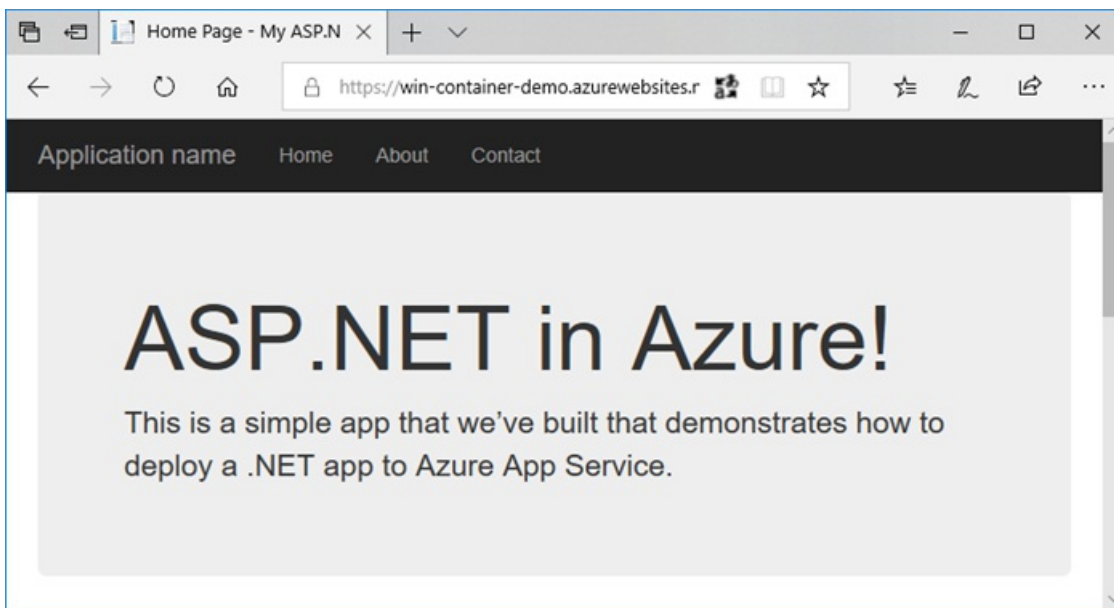 Home Page - My ASP.N
https://win-container-demo.azurewebsites.r
Application name Home About Contact
ASP.NET in Azure!
This is a simple app that we’ve built that demonstrates how to
deploy a .NET app to Azure App Service.